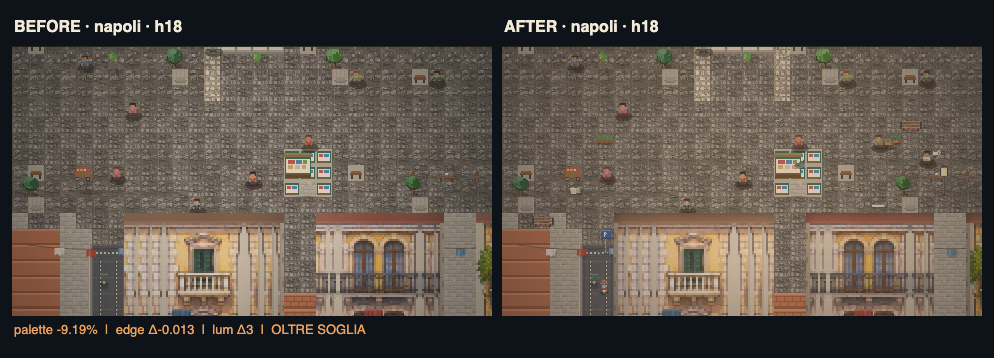 BEFORE · napoli · h18
AFTER · napoli · h18
P
palette -9.19% | edge Δ-0.013 | lum Δ3 | OLTRE SOGLIA